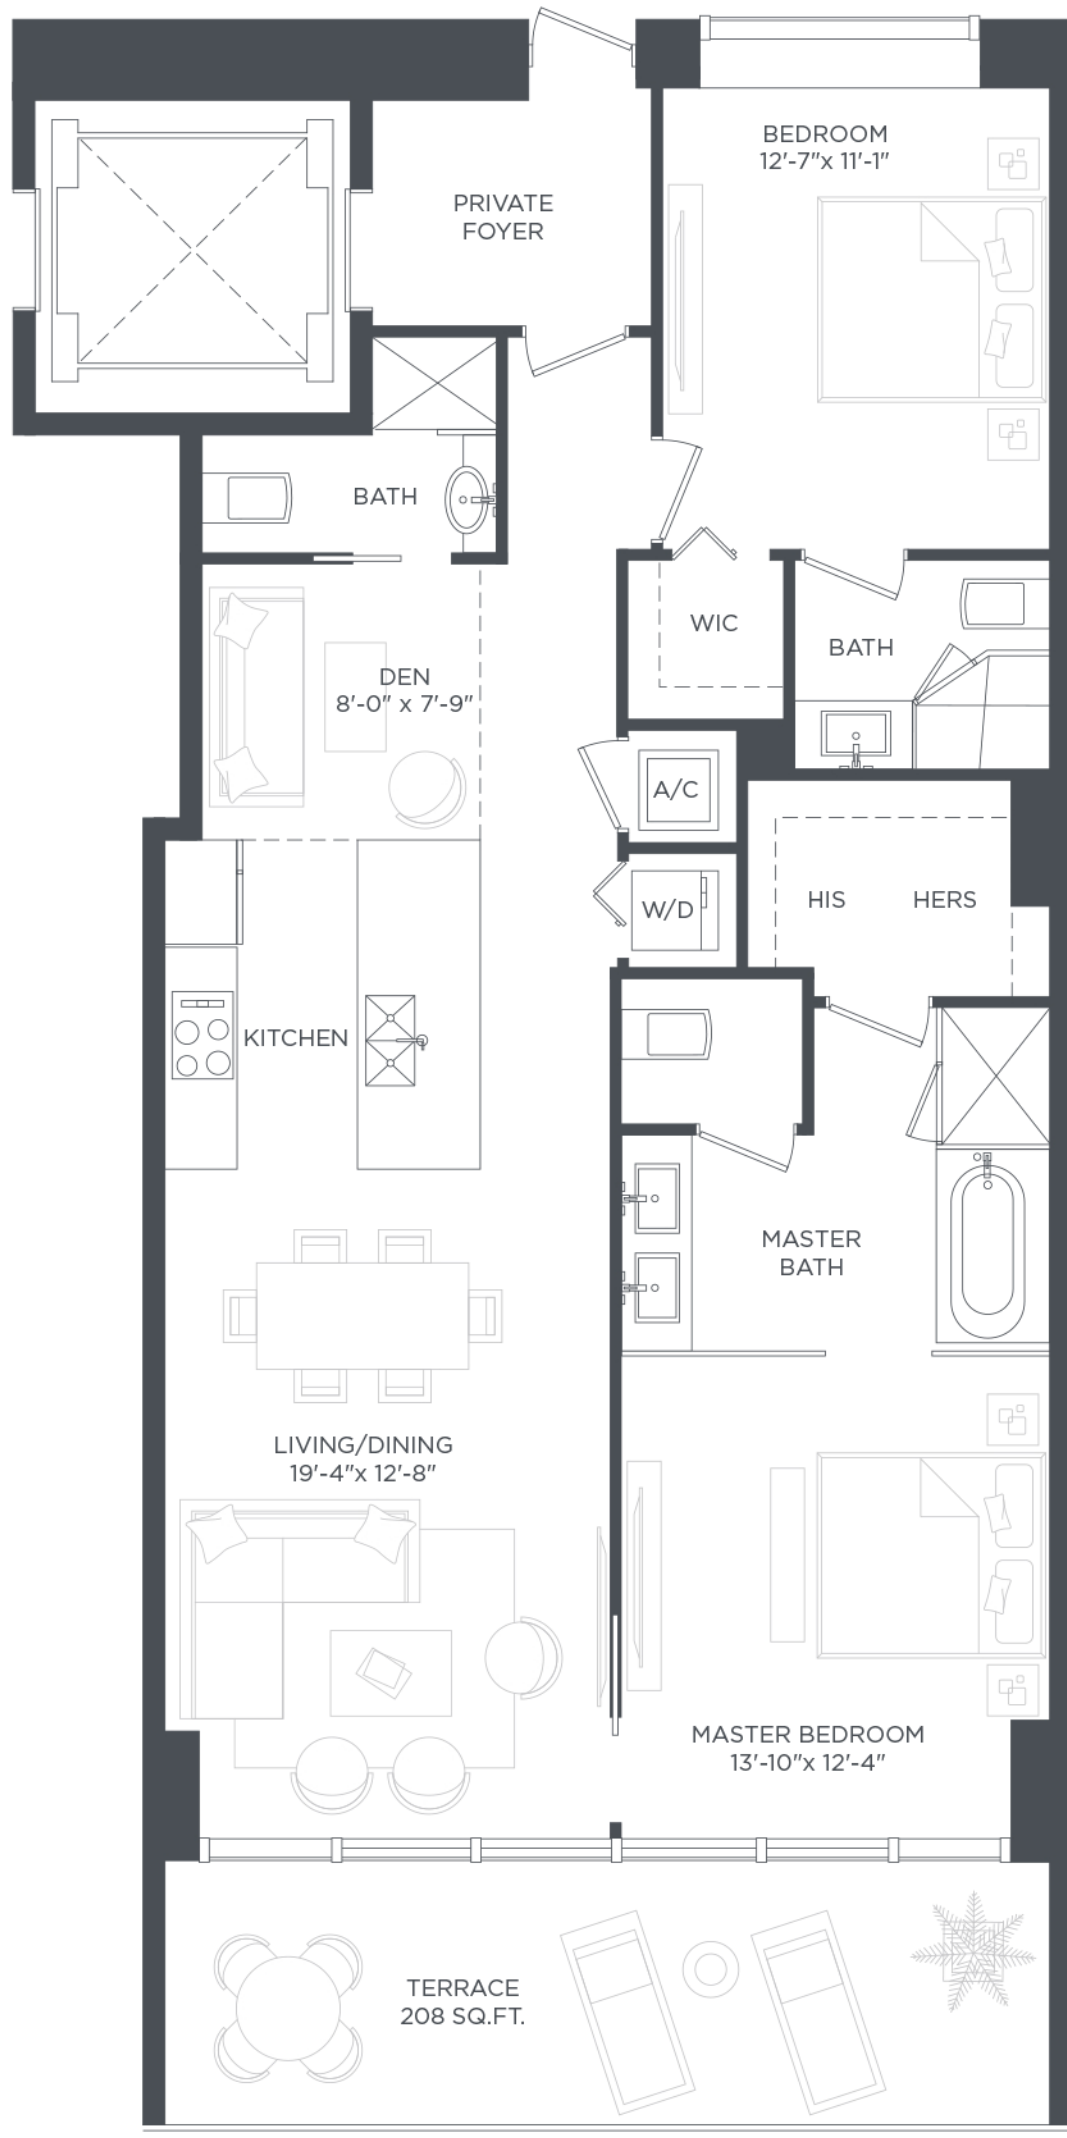 BEDROOM
12'-7"x 11'-1"
PRIVATE
FOYER
BATH
WIC
BATH
DEN
8'-0" x 7'-9"
A/C
HIS HERS
W/D
KITCHEN
MASTER
BATH
LIVING/DINING
19'-4"x 12'-8"
MASTER BEDROOM
13'-10"x 12'-4"
TERRACE
208 SQ.FT.